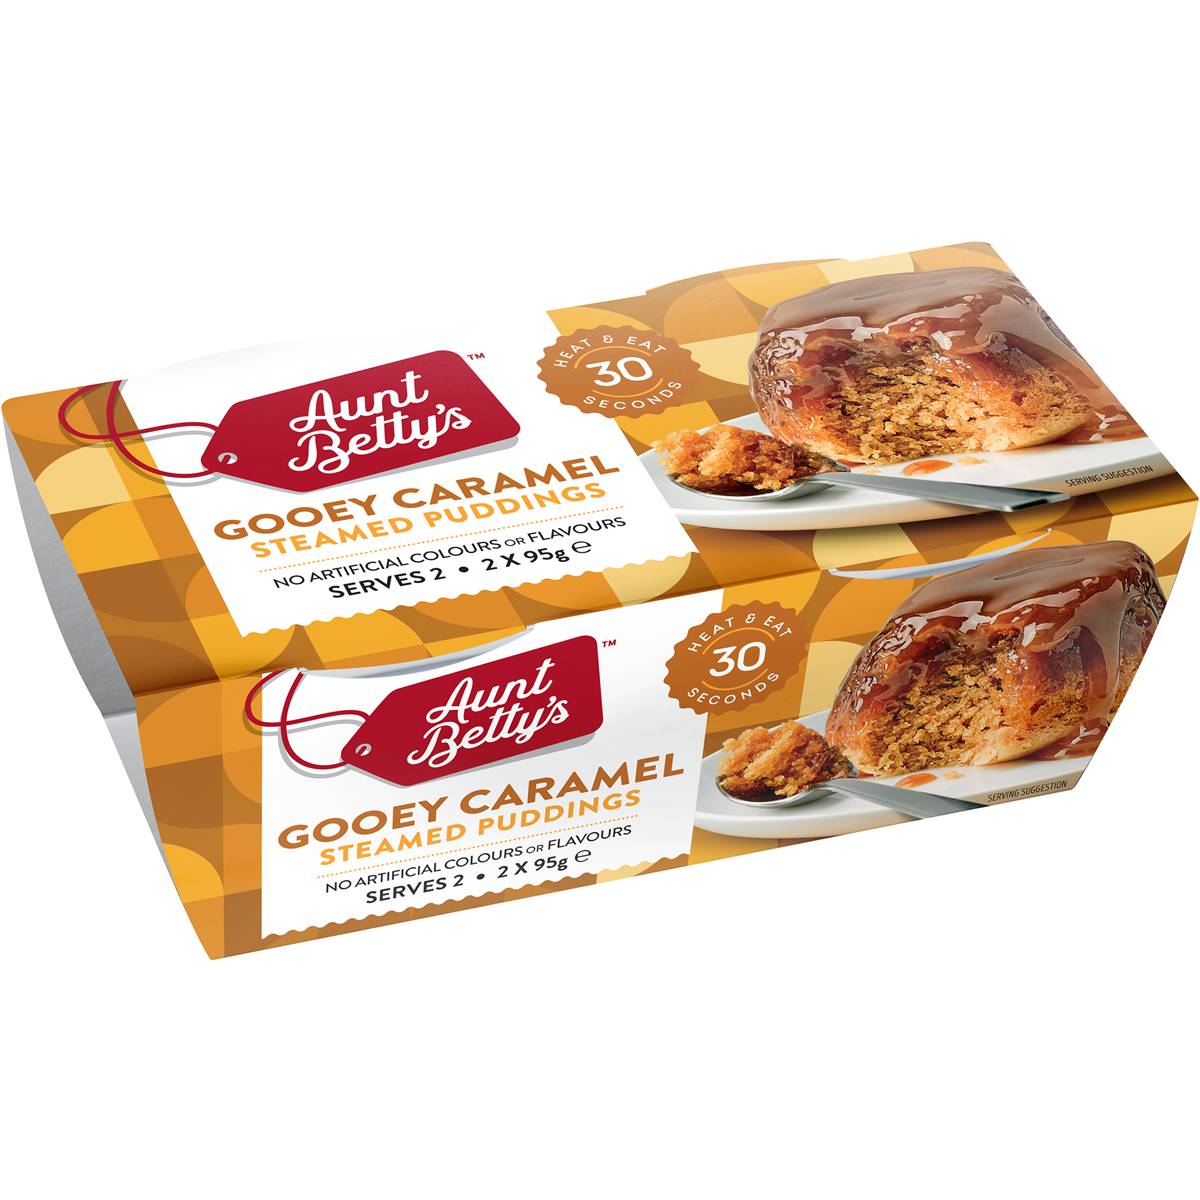 Aunt
Betty's™
GOOEY CARAMEL
STEAMED PUDDINGS
NO ARTIFICIAL COLOURS OR FLAVOURS
SERVES 2 • 2 X 95g ℮
HEAT & EAT
30
SECONDS
SERVING SUGGESTION
Aunt
Betty's™
GOOEY CARAMEL
STEAMED PUDDINGS
NO ARTIFICIAL COLOURS OR FLAVOURS
SERVES 2 • 2 X 95g ℮
HEAT & EAT
30
SECONDS
SERVING SUGGESTION